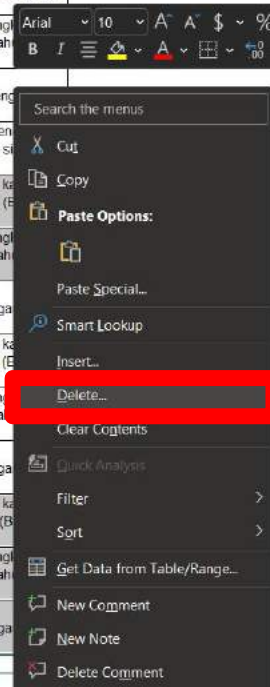 Arial 10 A A $ %
B I A
Search the menus
Cut
Copy
Paste Options:
Paste Special...
Smart Lookup
Insert...
Delete...
Clear Contents
Quick Analysis
Filter
Sort
Get Data from Table/Range...
New Comment
New Note
Delete Comment